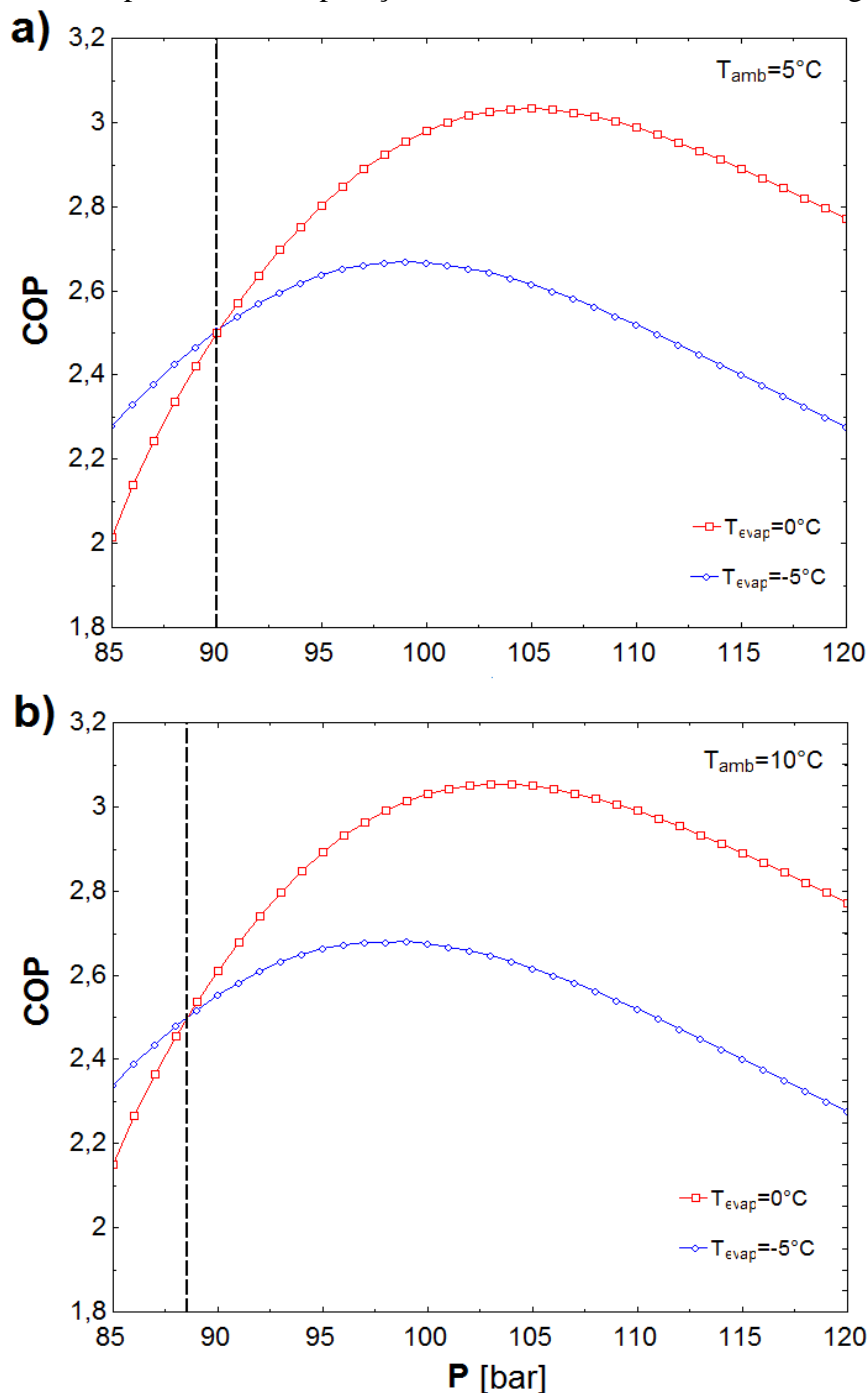 a)
3,2
T_amb=5°C
3
2,8
2,6
COP
2,4
2,2
T_evap=0°C
2
T_evap=-5°C
1,8
85 90 95 100 105 110 115 120
b)
3,2
T_amb=10°C
3
2,8
2,6
COP
2,4
2,2
T_evap=0°C
2
T_evap=-5°C
1,8
85 90 95 100 105 110 115 120
P [bar]